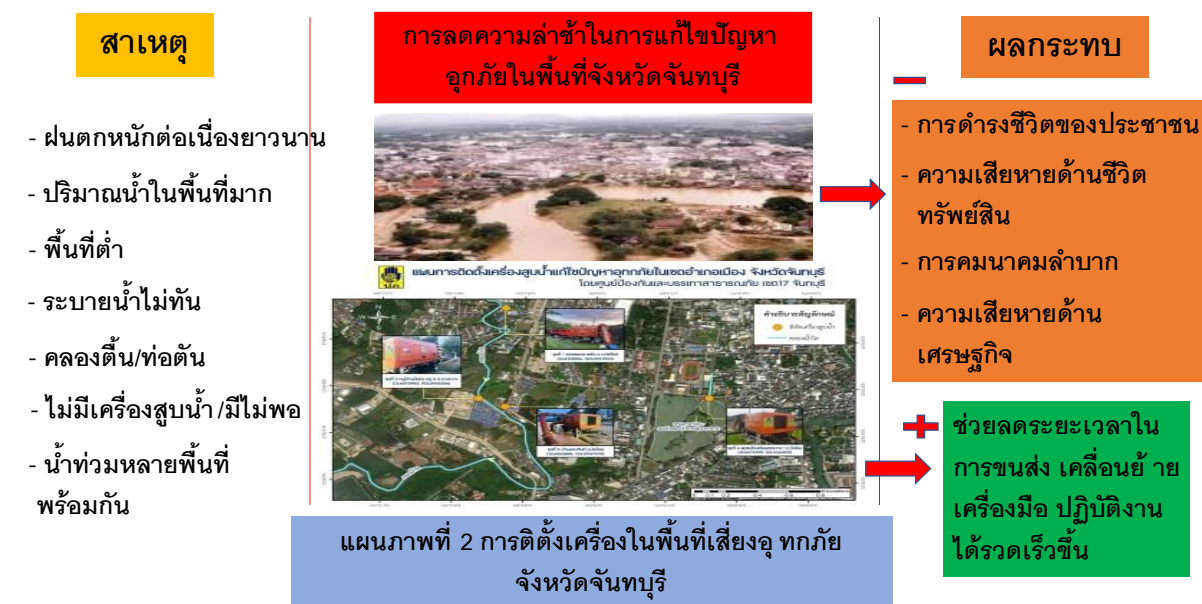 สาเหตุ
- ฝนตกหนักต่อเนื่องยาวนาน
- ปริมาณน้ำในพื้นที่มาก
- พื้นที่ต่ำ
- ระบายน้ำไม่ทัน
- คลองตื้น/ท่อตัน
- ไม่มีเครื่องสูบน้ำ/มีไม่พอ
- น้ำท่วมหลายพื้นที่
พร้อมกัน
การลดความล่าช้าในการแก้ไขปัญหา
อุกภัยในพื้นที่จังหวัดจันทบุรี
แผนการติดตั้งเครื่องสูบน้ำแก้ไขปัญหาอุทกภัยในเขตอำเภอเมือง จังหวัดจันทบุรี
โดยศูนย์ป้องกันและบรรเทาสาธารณภัย เขต17 จันทบุรี
ปภ.
คำอธิบายสัญลักษณ์
แผนภาพที่ 2 การติตั้งเครื่องในพื้นที่เสี่ยงอุ ทกภัย
จังหวัดจันทบุรี
ผลกระทบ
- การดำรงชีวิตของประชาชน
- ความเสียหายด้านชีวิต
ทรัพย์สิน
- การคมนาคมลำบาก
- ความเสียหายด้าน
เศรษฐกิจ
ช่วยลดระยะเวลาใน
การขนส่ง เคลื่อนย้ าย
เครื่องมือ ปฏิบัติงาน
ได้รวดเร็วขึ้น